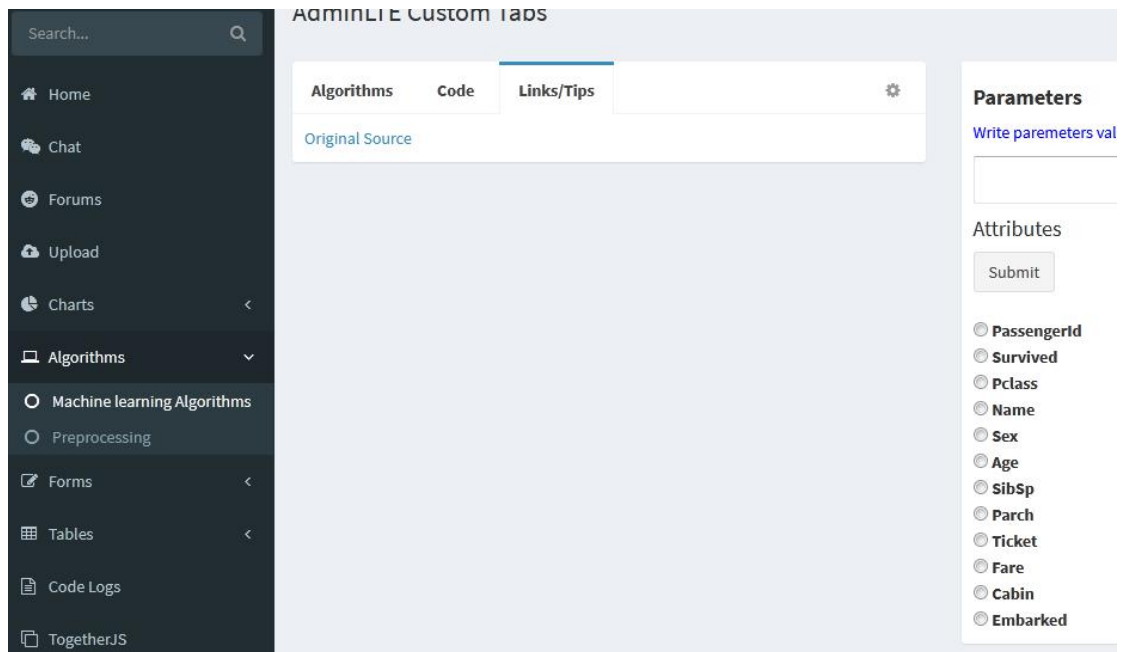 AdminLTE Custom Tabs
Search...
Home
Chat
Forums
Upload
Charts
Algorithms
Machine learning Algorithms
Preprocessing
Forms
Tables
Code Logs
TogetherJS
Algorithms Code Links/Tips
Original Source
Parameters
Write paremeters val
Attributes
Submit
PassengerId
Survived
Pclass
Name
Sex
Age
SibSp
Parch
Ticket
Fare
Cabin
Embarked